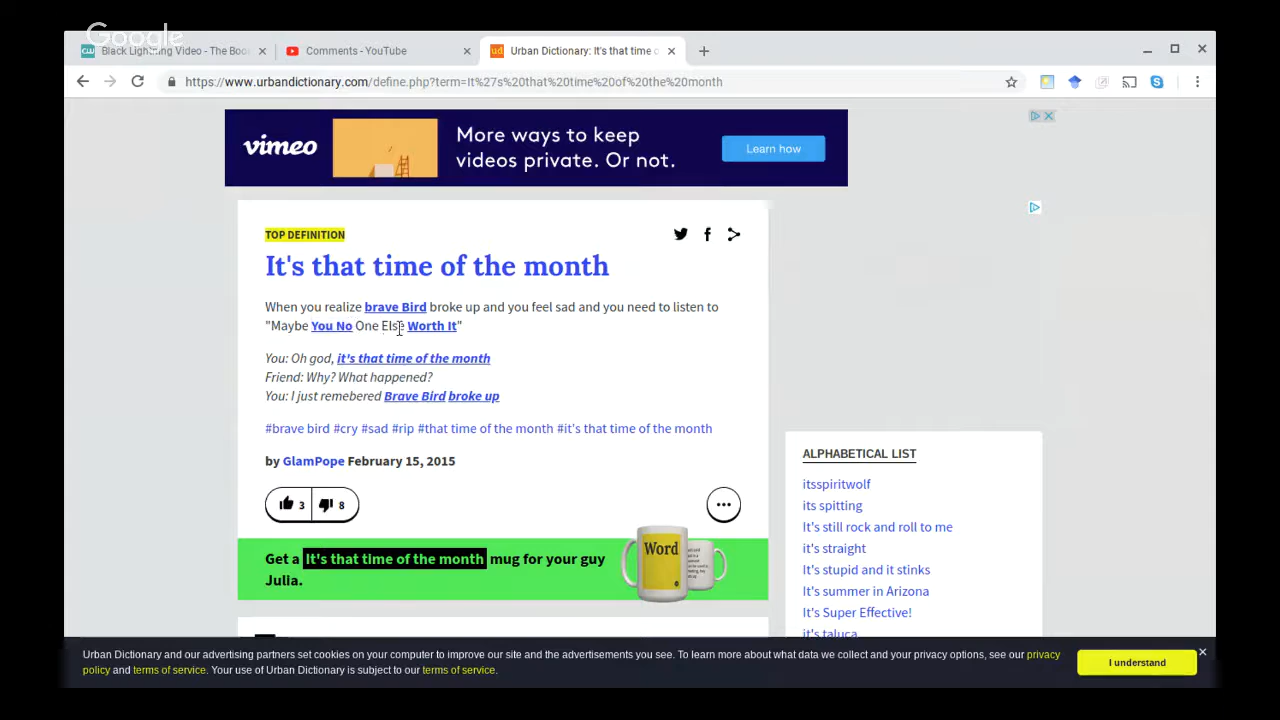 Google
Black Lightning Video - The Boo
Comments - YouTube
ud
Urban Dictionary: It's that time o
https://www.urbandictionary.com/define.php?term=It%27s%20that%20time%20of%20the%20month
vimeo
More ways to keep
videos private. Or not.
Learn how
TOP DEFINITION
It's that time of the month
When you realize brave Bird broke up and you feel sad and you need to listen to
"Maybe You No One Else Worth It"
You: Oh god, it's that time of the month
Friend: Why? What happened?
You: I just remebered Brave Bird broke up
#brave bird #cry #sad #rip #that time of the month #it's that time of the month
by GlamPope February 15, 2015
3
8
Get a It's that time of the month mug for your guy
Julia.
Word
ALPHABETICAL LIST
itsspiritwolf
its spitting
It's still rock and roll to me
it's straight
It's stupid and it stinks
It's summer in Arizona
It's Super Effective!
it's taluca
Urban Dictionary and our advertising partners set cookies on your computer to improve our site and the advertisements you see. To learn more about what data we collect and your privacy options, see our privacy
policy and terms of service. Your use of Urban Dictionary is subject to our terms of service.
I understand